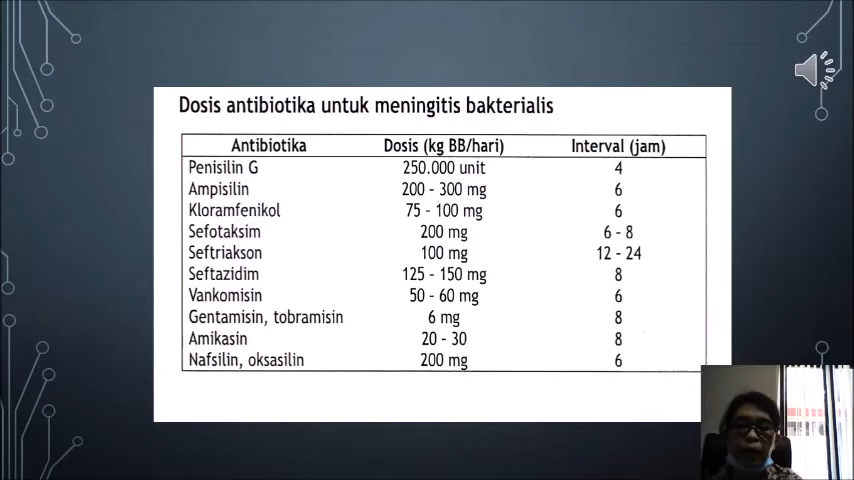 Dosis antibiotika untuk meningitis bakterialis
Antibiotika Dosis (kg BB/hari) Interval (jam)
Penisilin G 250.000 unit 4
Ampisilin 200 - 300 mg 6
Kloramfenikol 75 - 100 mg 6
Sefotaksim 200 mg 6 - 8
Seftriakson 100 mg 12 - 24
Seftazidim 125 - 150 mg 8
Vankomisin 50 - 60 mg 6
Gentamisin, tobramisin 6 mg 8
Amikasin 20 - 30 8
Nafsilin, oksasilin 200 mg 6